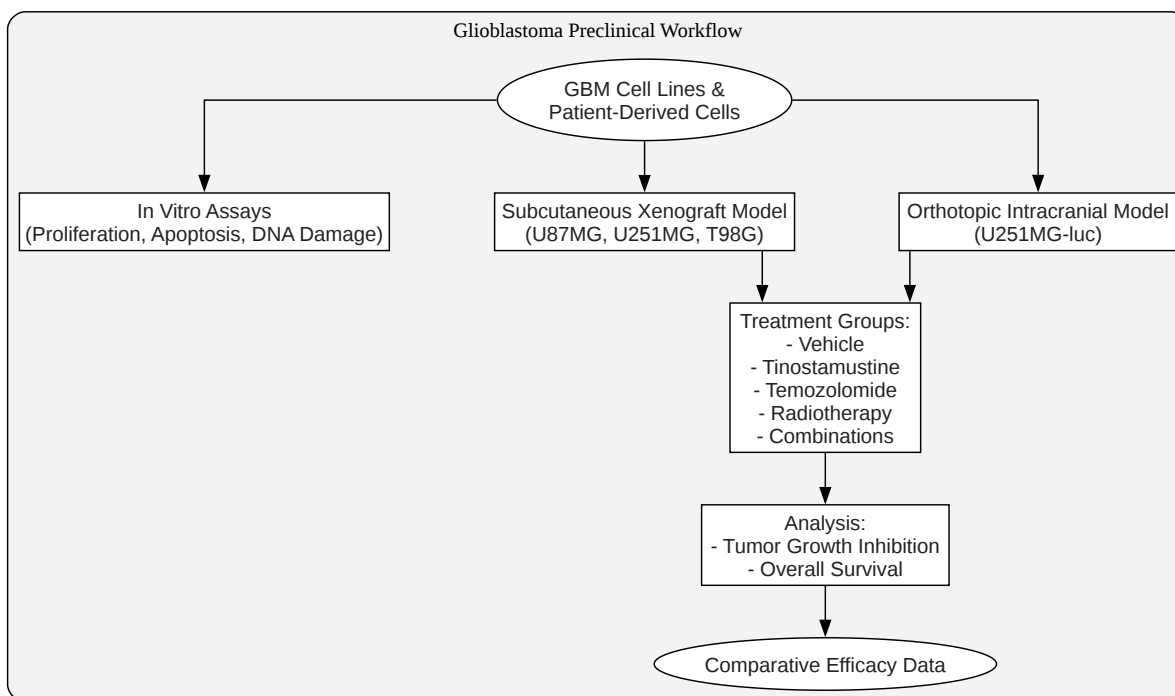 Glioblastoma Preclinical Workflow
GBM Cell Lines &
Patient-Derived Cells
In Vitro Assays
(Proliferation, Apoptosis, DNA Damage)
Subcutaneous Xenograft Model
(U87MG, U251MG, T98G)
Orthotopic Intracranial Model
(U251MG-luc)
Treatment Groups:
- Vehicle
- Tinostamustine
- Temozolomide
- Radiotherapy
- Combinations
Analysis:
- Tumor Growth Inhibition
- Overall Survival
Comparative Efficacy Data